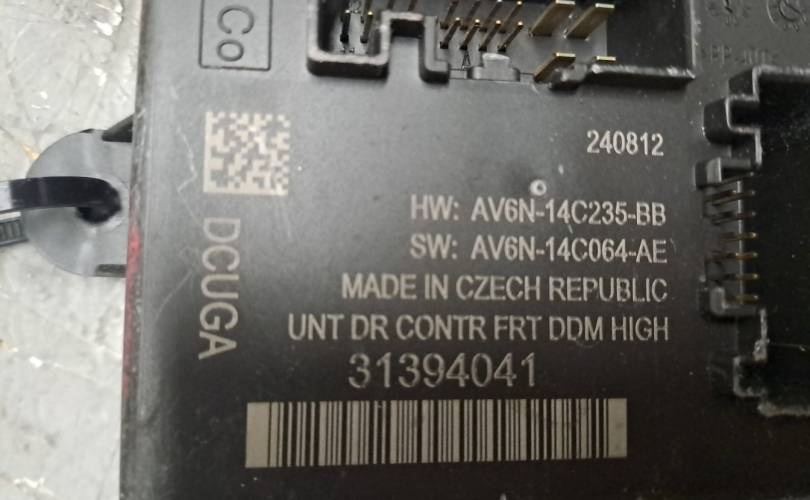 Co
240812
HW: AV6N-14C235-BB
SW: AV6N-14C064-AE
MADE IN CZECH REPUBLIC
UNT DR CONTR FRT DDM HIGH
31394041
DCUGA